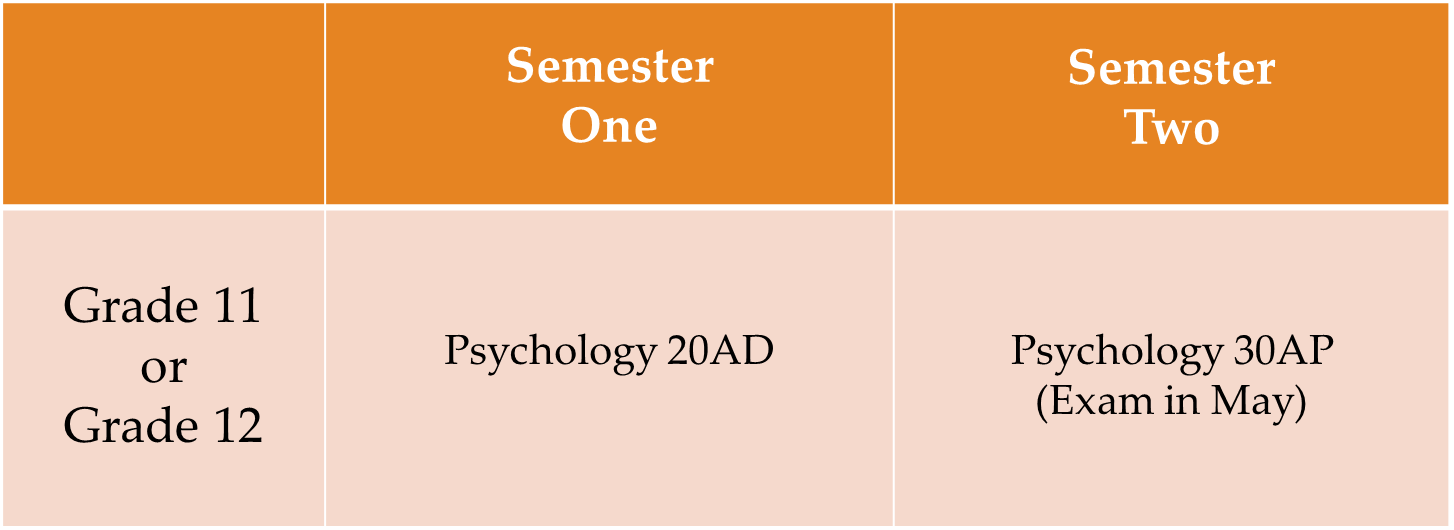 Semester
One
Semester
Two
Grade 11
or
Grade 12
Psychology 20AD
Psychology 30AP
(Exam in May)